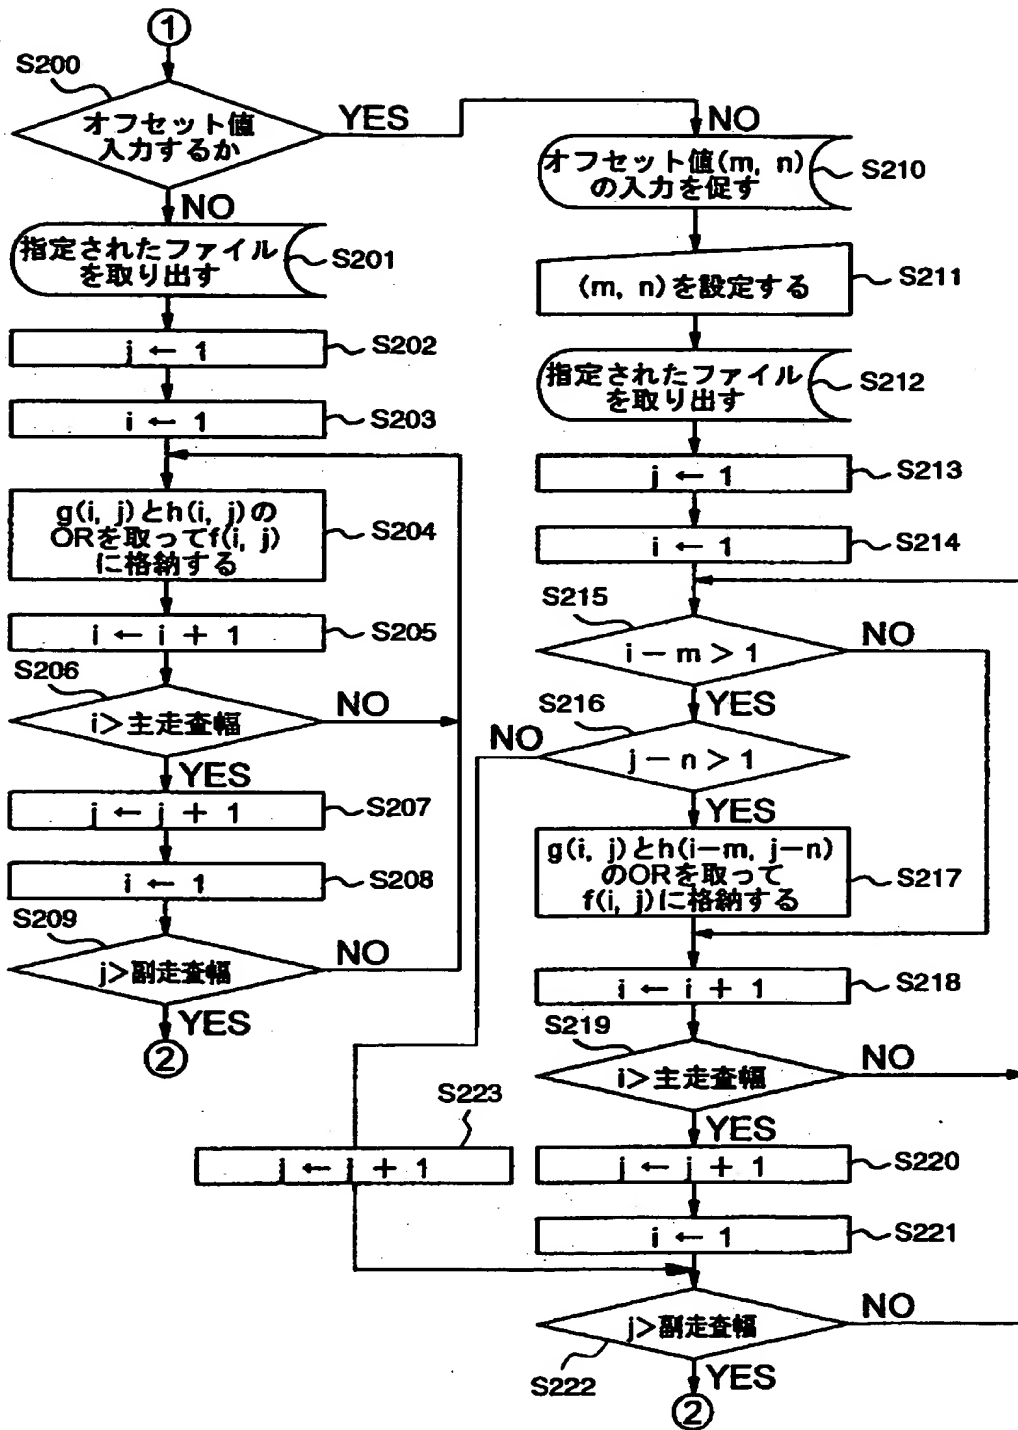 ①
S200
オフセット値
入力するか
YES
NO
指定されたファイル
を取り出す
S201
j ← 1
S202
i ← 1
S203
g(i, j)とh(i, j)の
ORを取ってf(i, j)
に格納する
S204
i ← i + 1
S205
S206
i＞主走査幅
NO
YES
j ← j + 1
S207
i ← 1
S208
S209
j＞副走査幅
NO
YES
②
NO
オフセット値(m, n)
の入力を促す
S210
(m, n)を設定する
S211
指定されたファイル
を取り出す
S212
j ← 1
S213
i ← 1
S214
S215
i − m > 1
NO
YES
S216
NO
j − n > 1
YES
g(i, j)とh(i−m, j−n)
のORを取って
f(i, j)に格納する
S217
i ← i + 1
S218
S219
i＞主走査幅
NO
YES
S223
j ← j + 1
j ← j + 1
S220
i ← 1
S221
j＞副走査幅
NO
S222
YES
②